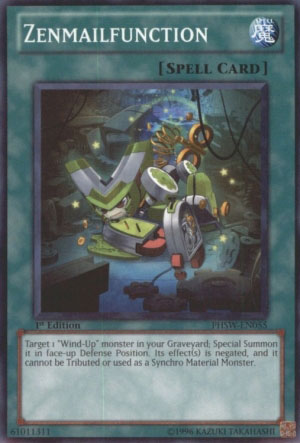 ZENMAILFUNCTION
魔
[SPELL CARD]
1st Edition
PHSW-EN055
Target 1 "Wind-Up" monster in your Graveyard; Special Summon
it in face-up Defense Position. Its effect(s) is negated, and it
cannot be Tributed or used as a Synchro Material Monster.
61011311
©1996 KAZUKI TAKAHASHI